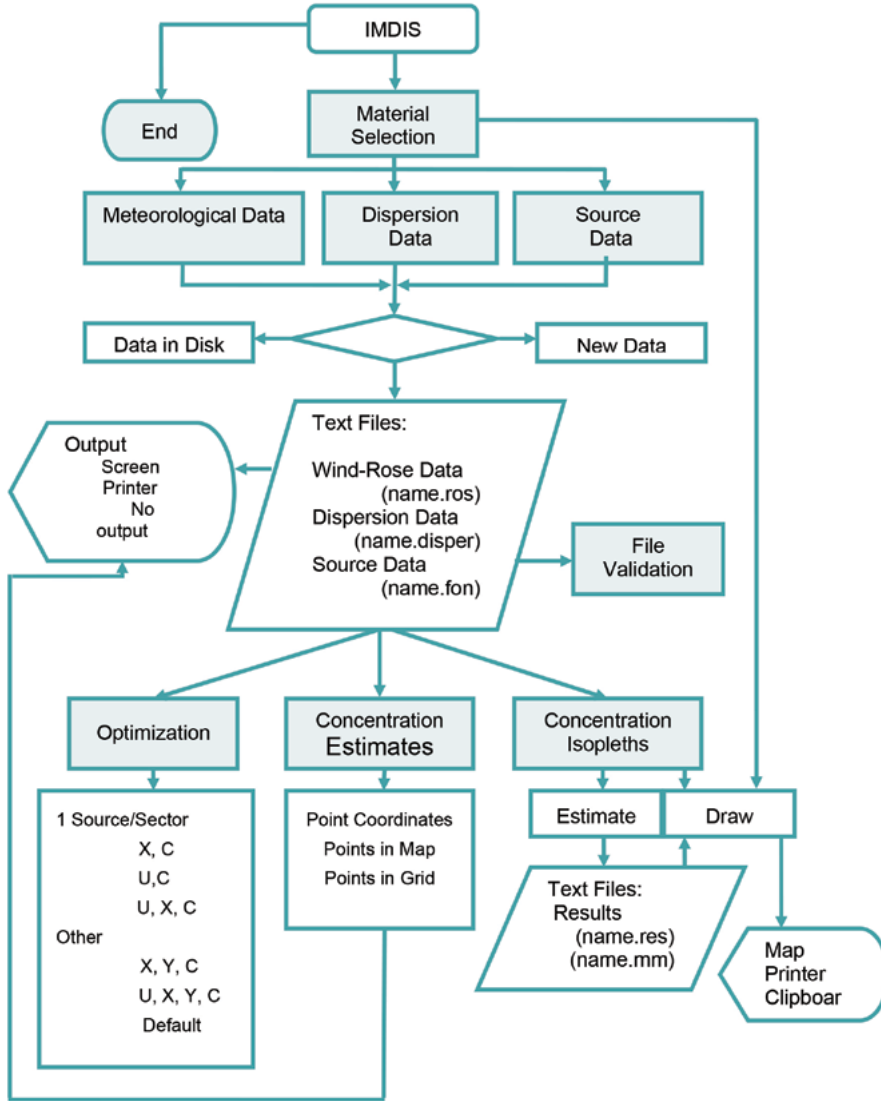 IMDIS
End
Material
Selection
Meteorological Data
Dispersion
Data
Source
Data
Data in Disk
New Data
Text Files:
Wind-Rose Data
(name.ros)
Dispersion Data
(name.disper)
Source Data
(name.fon)
Output
Screen
Printer
No
output
File
Validation
Optimization
Concentration
Estimates
Concentration
Isopleths
1 Source/Sector
X, C
U,C
U, X, C
Other
X, Y, C
U, X, Y, C
Default
Point Coordinates
Points in Map
Points in Grid
Estimate
Draw
Text Files:
Results
(name.res)
(name.mm)
Map
Printer
Clipboar